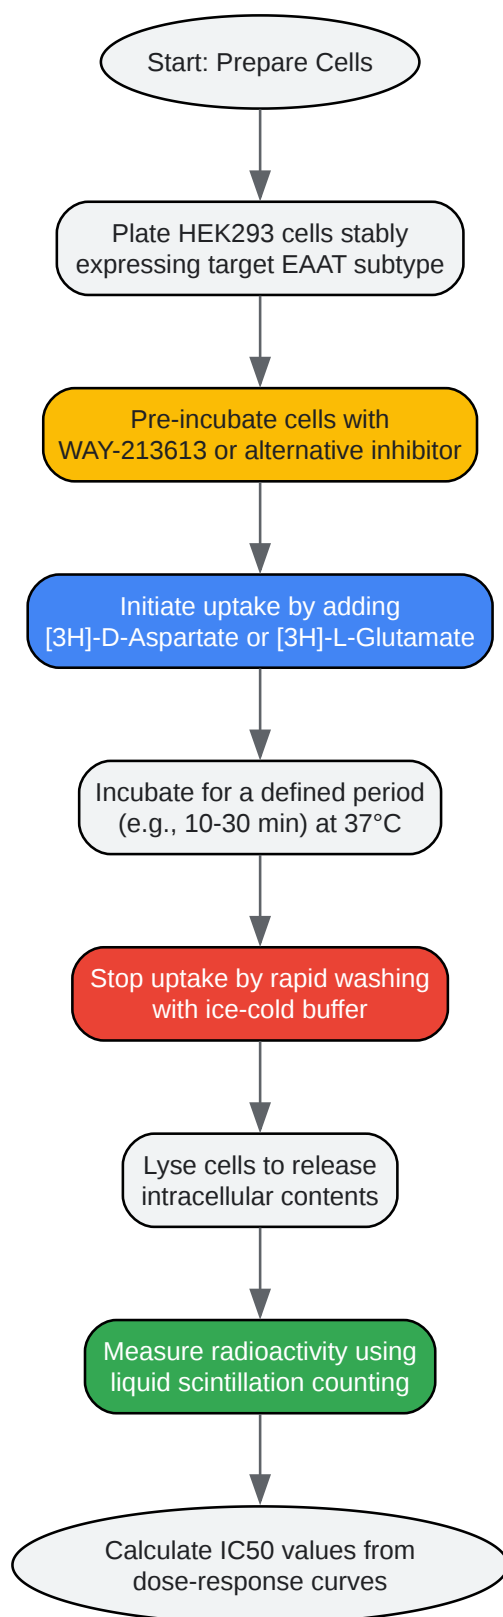 Start: Prepare Cells
Plate HEK293 cells stably
expressing target EAAT subtype
Pre-incubate cells with
WAY-213613 or alternative inhibitor
Initiate uptake by adding
[3H]-D-Aspartate or [3H]-L-Glutamate
Incubate for a defined period
(e.g., 10-30 min) at 37°C
Stop uptake by rapid washing
with ice-cold buffer
Lyse cells to release
intracellular contents
Measure radioactivity using
liquid scintillation counting
Calculate IC50 values from
dose-response curves